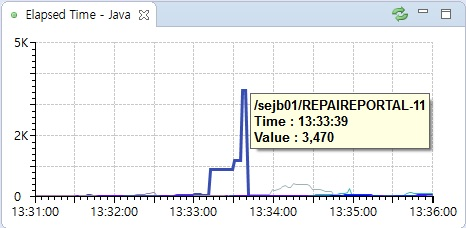 Elapsed Time - Java
5K
2K
0
/sejb01/REPAIREPORTAL-11
Time : 13:33:39
Value : 3,470
13:31:00 13:32:00 13:33:00 13:34:00 13:35:00 13:36:00